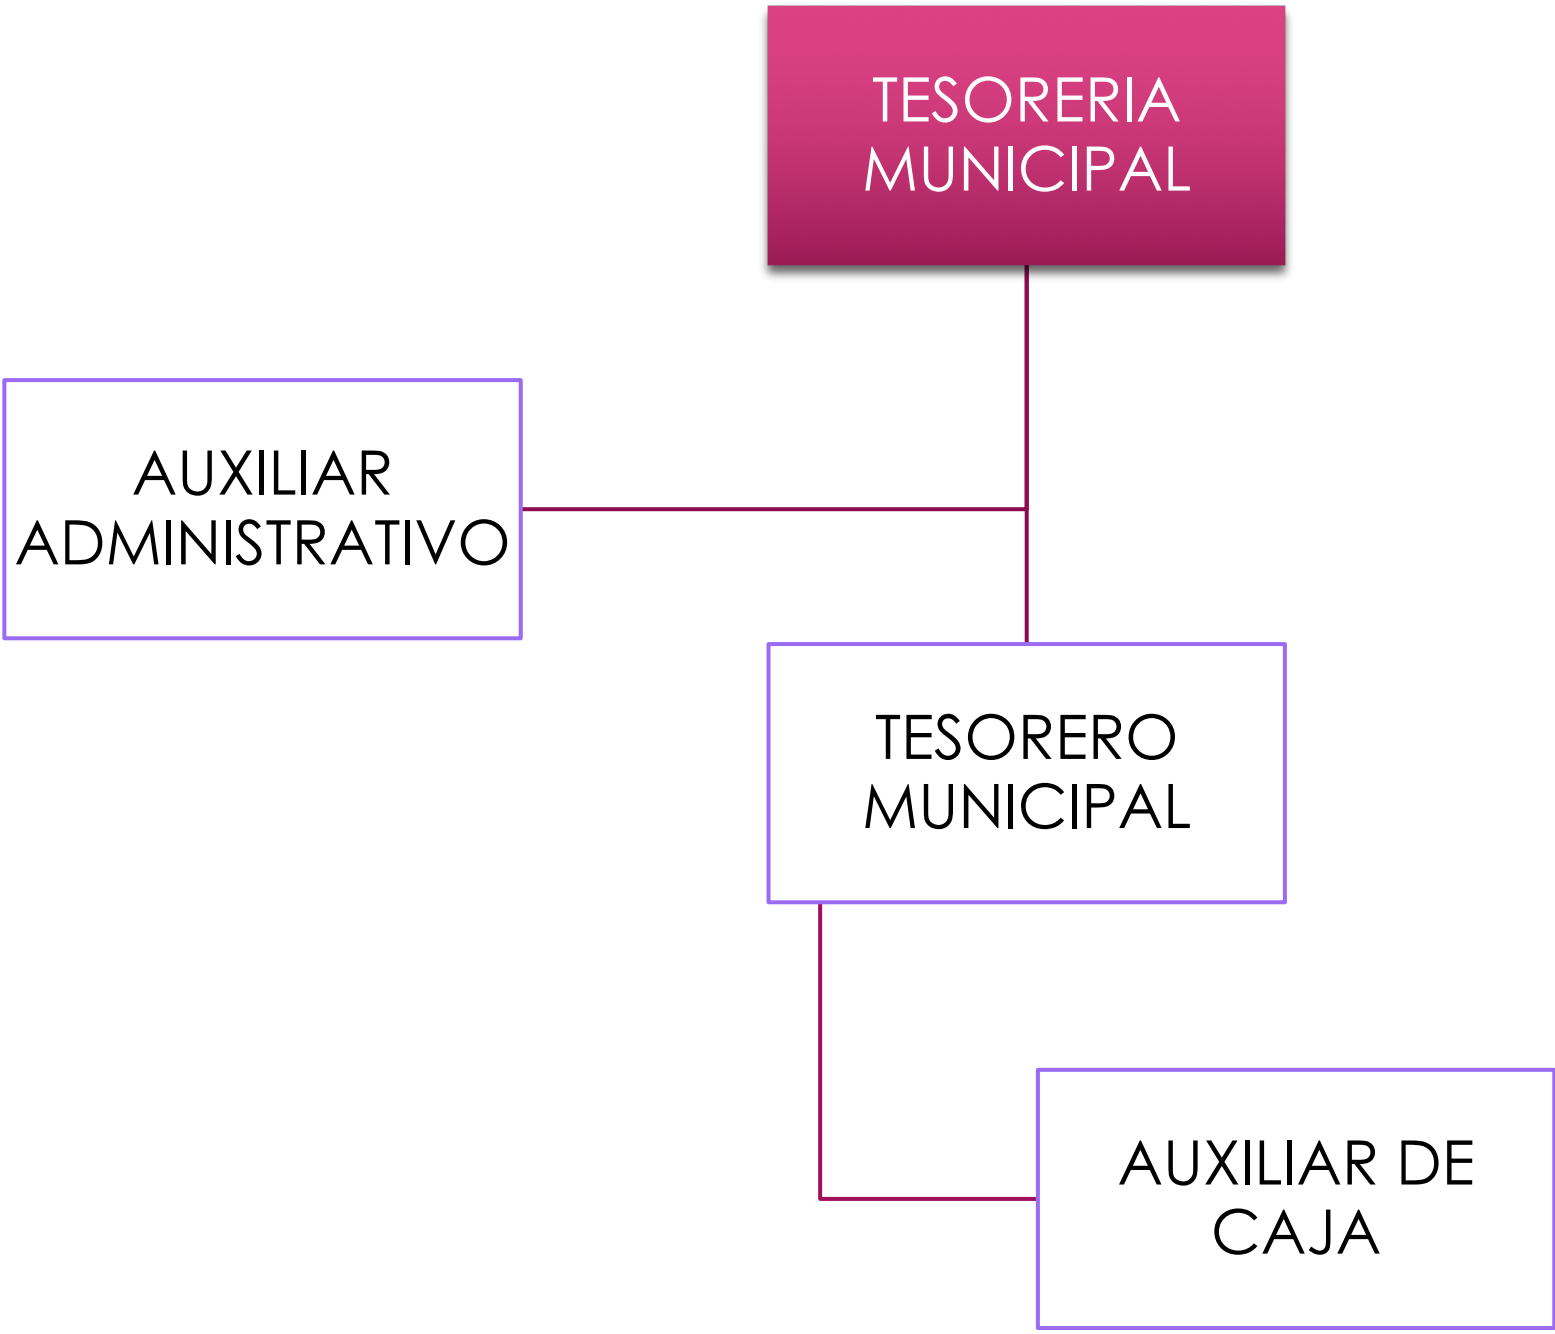 TESORERIA
MUNICIPAL
AUXILIAR
ADMINISTRATIVO
TESORERO
MUNICIPAL
AUXILIAR DE
CAJA